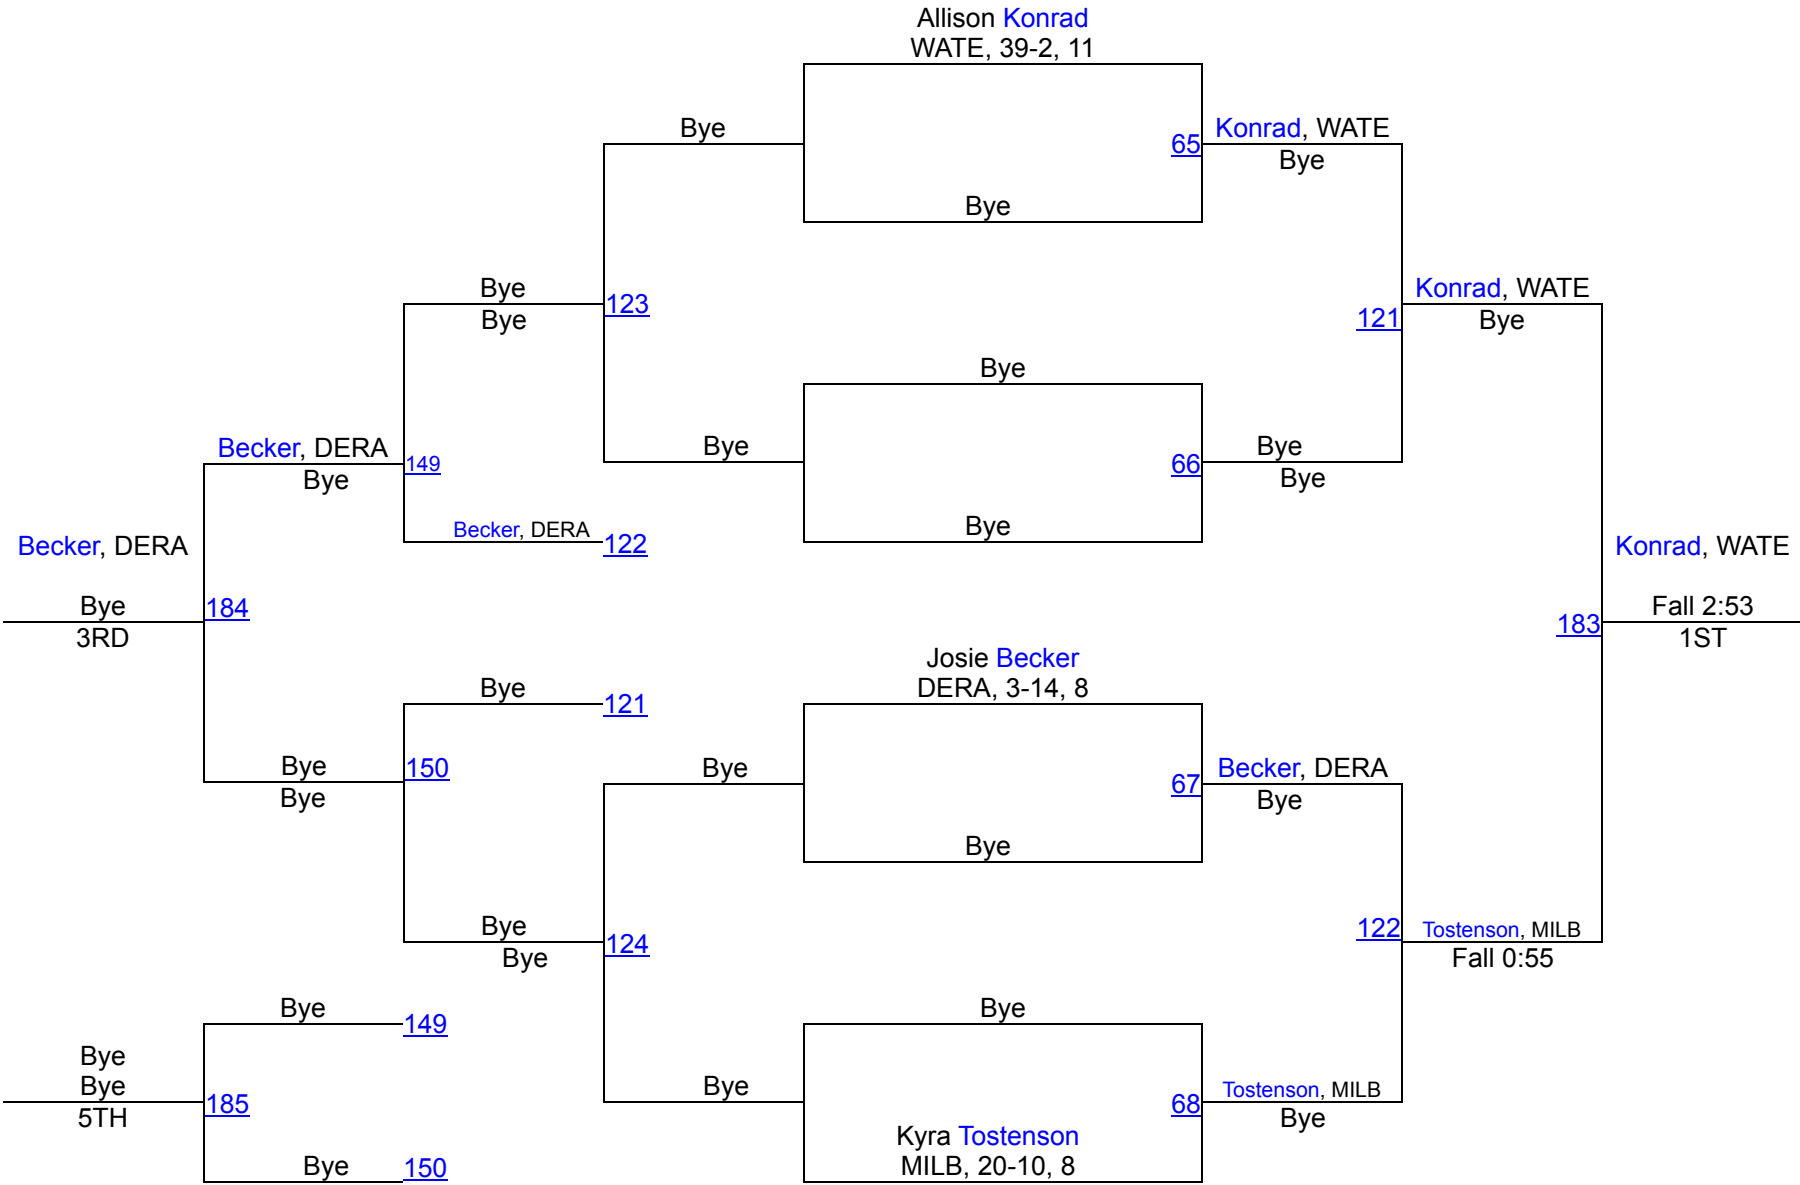 Allison Konrad
WATE, 39-2, 11
Bye
65
Konrad, WATE
Bye
Bye
Bye
Bye
123
Konrad, WATE
121
Bye
Bye
Becker, DERA
149
Bye
Bye
66
Bye
Bye
Becker, DERA
122
Bye
Becker, DERA
Konrad, WATE
Bye
184
3RD
183
Fall 2:53
1ST
Josie Becker
DERA, 3-14, 8
Bye
121
Bye
150
Bye
Bye
67
Becker, DERA
Bye
Bye
Bye
124
Bye
122
Tostenson, MILB
Fall 0:55
Bye
149
Bye
Bye
Bye
185
5TH
Bye
68
Tostenson, MILB
Bye
Kyra Tostenson
MILB, 20-10, 8
Bye
150